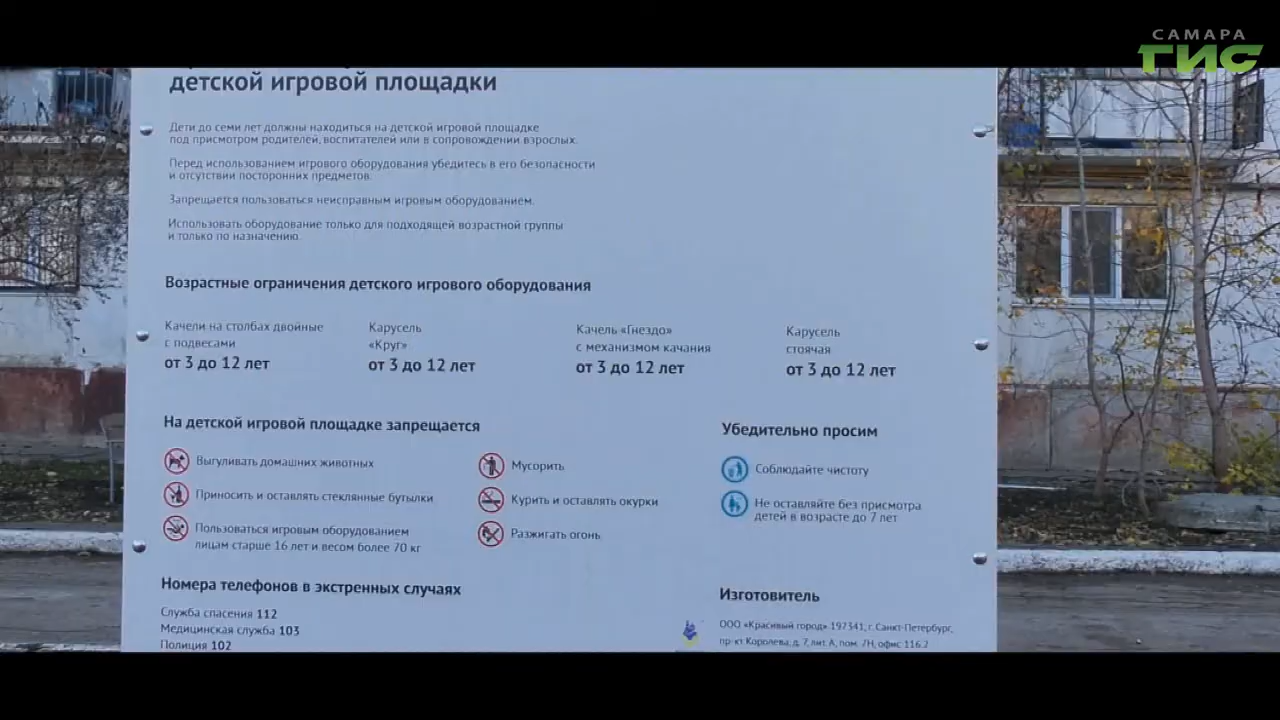 САМАРА
ГИС
детской игровой площадки
Дети до семи лет должны находиться на детской игровой площадке
под присмотром родителей, воспитателей или в сопровождении взрослых.
Перед использованием игрового оборудования убедитесь в его безопасности
и отсутствии посторонних предметов.
Запрещается пользоваться неисправным игровым оборудованием.
Использовать оборудование только для подходящей возрастной группы
и только по назначению.
Возрастные ограничения детского игрового оборудования
Качели на столбах двойные
с подвесами
от 3 до 12 лет
Карусель
«Круг»
от 3 до 12 лет
Качель «Гнездо»
с механизмом качания
от 3 до 12 лет
Карусель
стоячая
от 3 до 12 лет
На детской игровой площадке запрещается
Выгуливать домашних животных
Приносить и оставлять стеклянные бутылки
Пользоваться игровым оборудованием
лицам старше 16 лет и весом более 70 кг
Мусорить
Курить и оставлять окурки
Разжигать огонь
Убедительно просим
Соблюдайте чистоту
Не оставляйте без присмотра
детей в возрасте до 7 лет
Номера телефонов в экстренных случаях
Служба спасения 112
Медицинская служба 103
Полиция 102
Изготовитель
ООО «Красивый город» 197341, г. Санкт-Петербург,
пр-кт Королева, д. 7, лит. А, пом. 7Н, офис 116.2